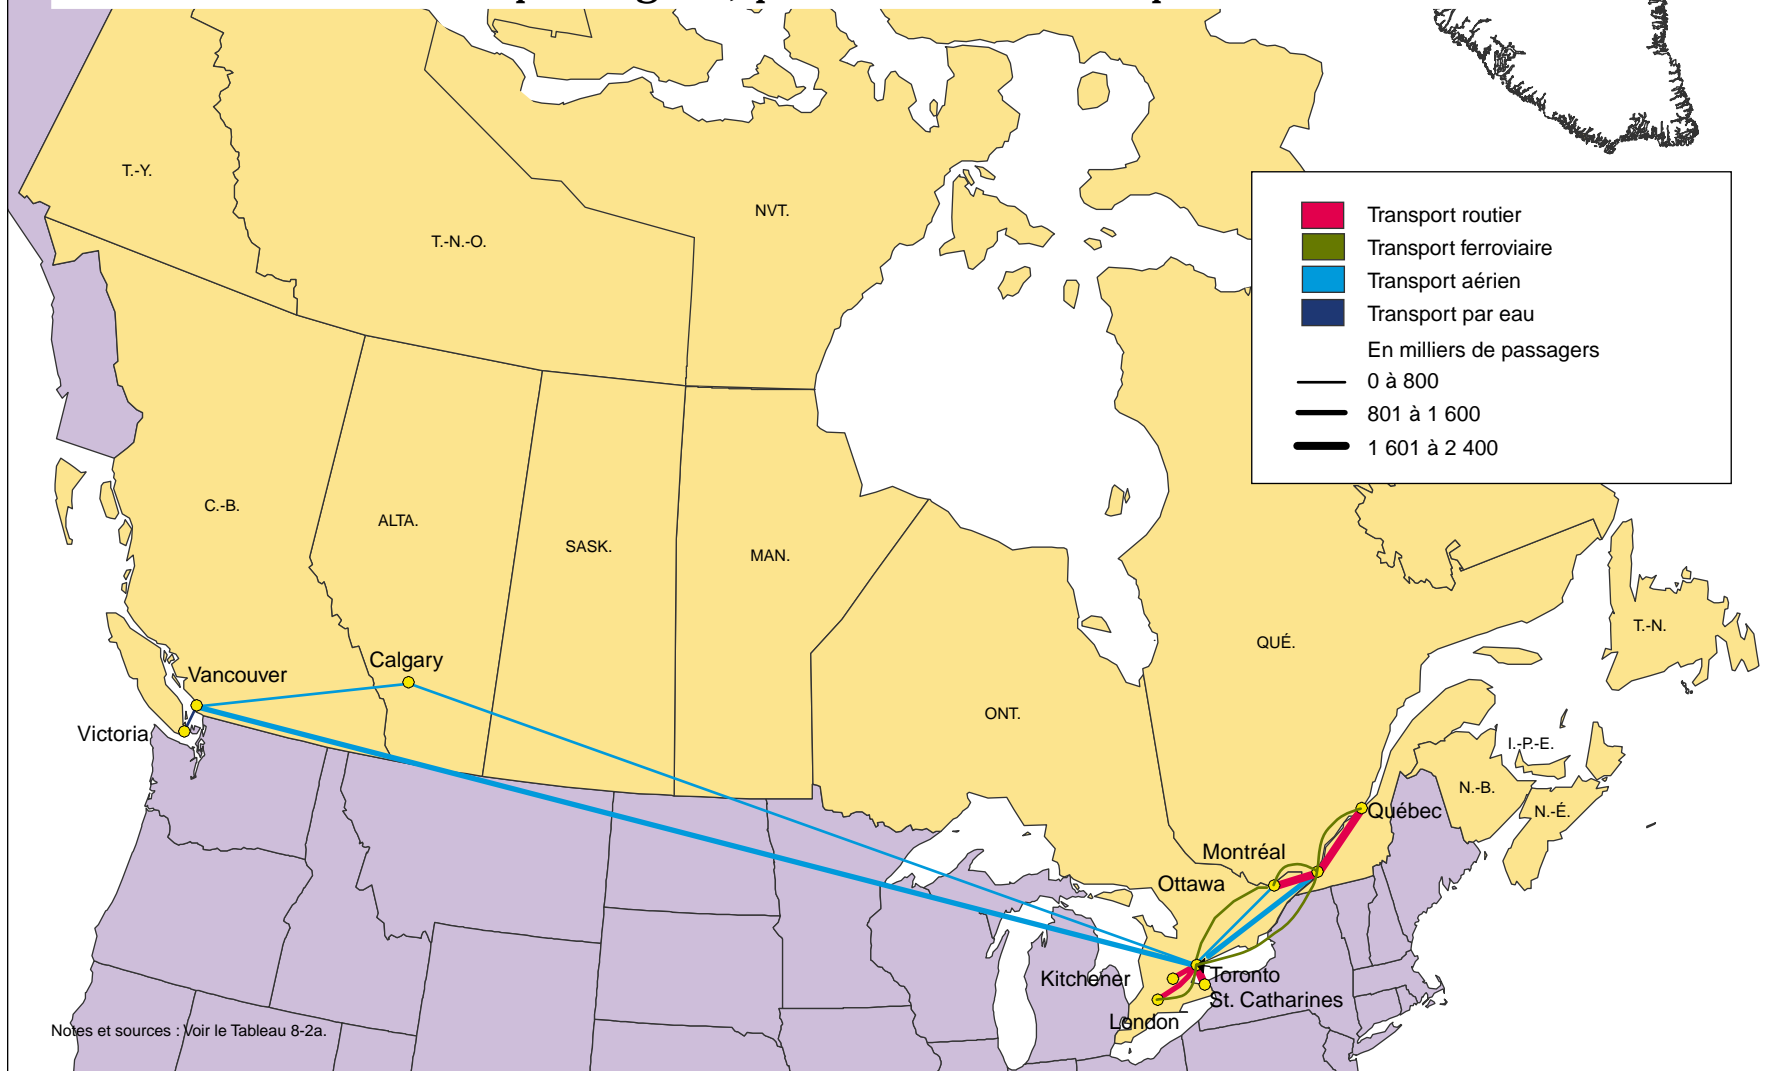 T.-Y.
T.-N.-O.
NVT.
Transport routier
Transport ferroviaire
Transport aérien
Transport par eau
En milliers de passagers
0 à 800
801 à 1 600
1 601 à 2 400
C.-B.
ALTA.
SASK.
MAN.
QUÉ.
T.-N.
Vancouver
Calgary
Victoria
ONT.
I.-P.-E.
N.-B.
N.-É.
Québec
Montréal
Ottawa
Kitchener
Toronto
St. Catharines
London
Notes et sources : Voir le Tableau 8-2a.